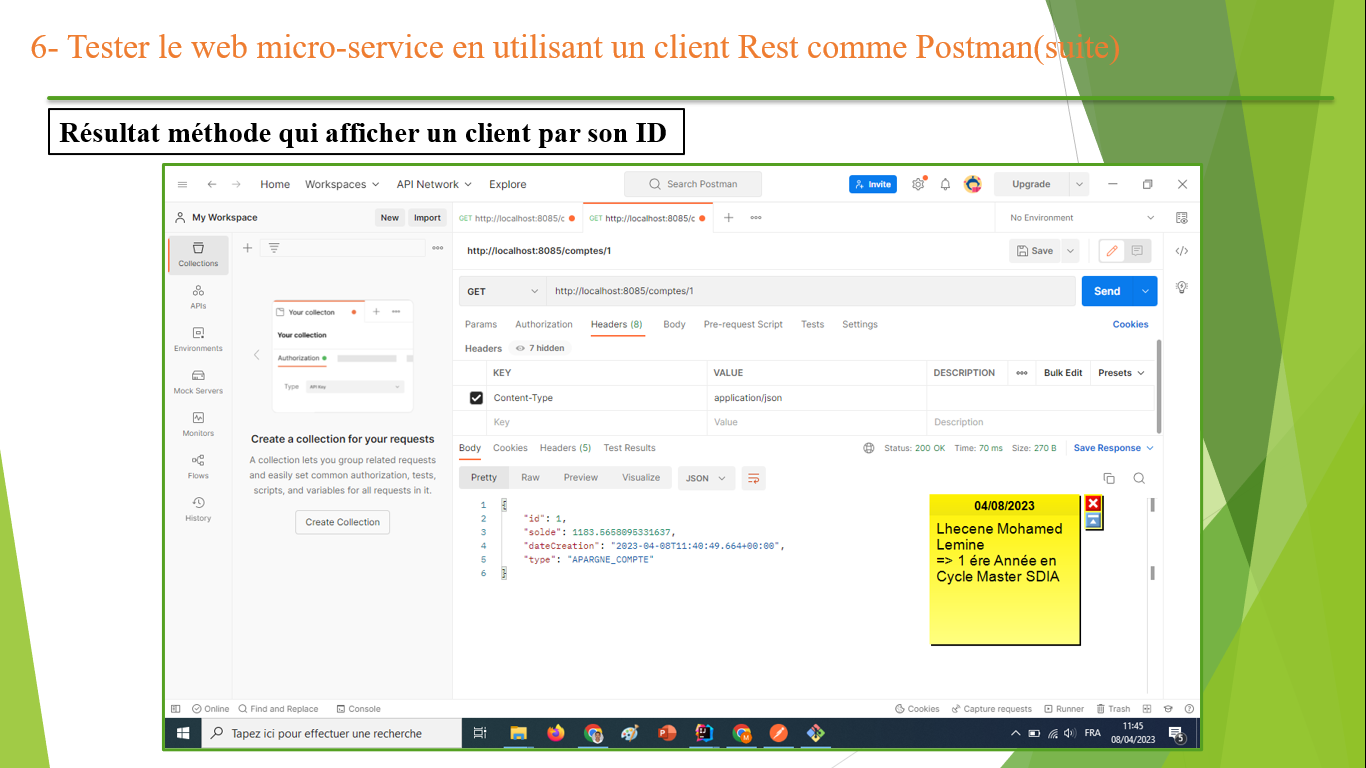 6- Tester le web micro-service en utilisant un client Rest comme Postman(suite)
Résultat méthode qui afficher un client par son ID
Home Workspaces API Network Explore
Search Postman
Invite
Upgrade
My Workspace
New Import
GET http://localhost:8085/c
GET http://localhost:8085/c
No Environment
Collections
APIs
Environments
Mock Servers
Monitors
Flows
History
Your collecton
Your collection
Authorization
Type API Key
Create a collection for your requests
A collection lets you group related requests
and easily set common authorization, tests,
scripts, and variables for all requests in it.
Create Collection
http://localhost:8085/comptes/1
Save
GET http://localhost:8085/comptes/1
Send
Params Authorization Headers (8) Body Pre-request Script Tests Settings
Cookies
Headers 7 hidden
KEY VALUE DESCRIPTION Bulk Edit Presets
Content-Type application/json
Key Value Description
Body Cookies Headers (5) Test Results
Status: 200 OK Time: 70 ms Size: 270 B Save Response
Pretty Raw Preview Visualize JSON
1 {
2 "id": 1,
3 "solde": 1183.5658095331637,
4 "dateCreation": "2023-04-08T11:40:49.664+00:00",
5 "type": "APARGNE_COMPTE"
6 }
04/08/2023
Lhecene Mohamed
Lemine
=> 1 ére Année en
Cycle Master SDIA
Online Find and Replace Console
Cookies Capture requests Runner Trash
Tapez ici pour effectuer une recherche
FRA
11:45
08/04/2023
5